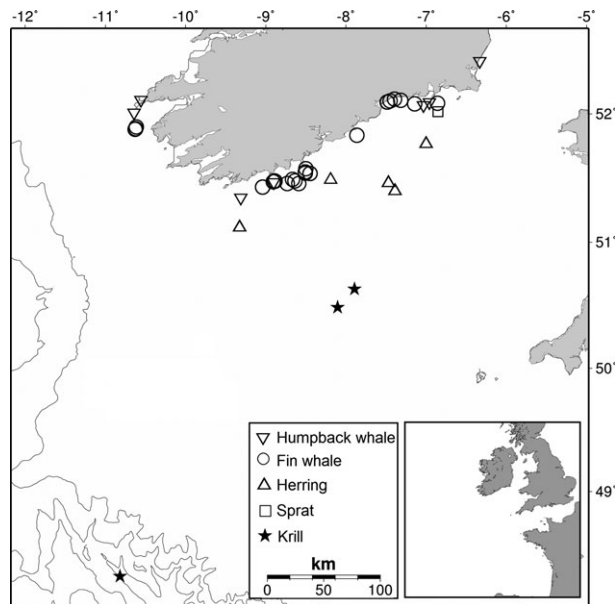 -12° -11° -10° -9° -8° -7° -6° -5°
52°
51°
50°
49°
Humpback whale
Fin whale
Herring
Sprat
Krill
km
0 100